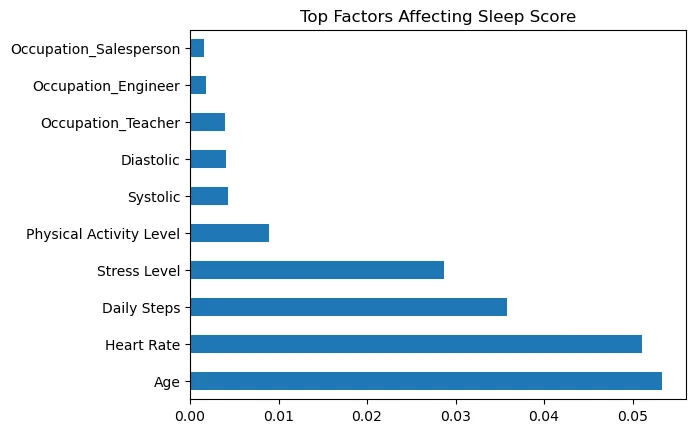 Top Factors Affecting Sleep Score
Occupation_Salesperson
Occupation_Engineer
Occupation_Teacher
Diastolic
Systolic
Physical Activity Level
Stress Level
Daily Steps
Heart Rate
Age
0.00 0.01 0.02 0.03 0.04 0.05